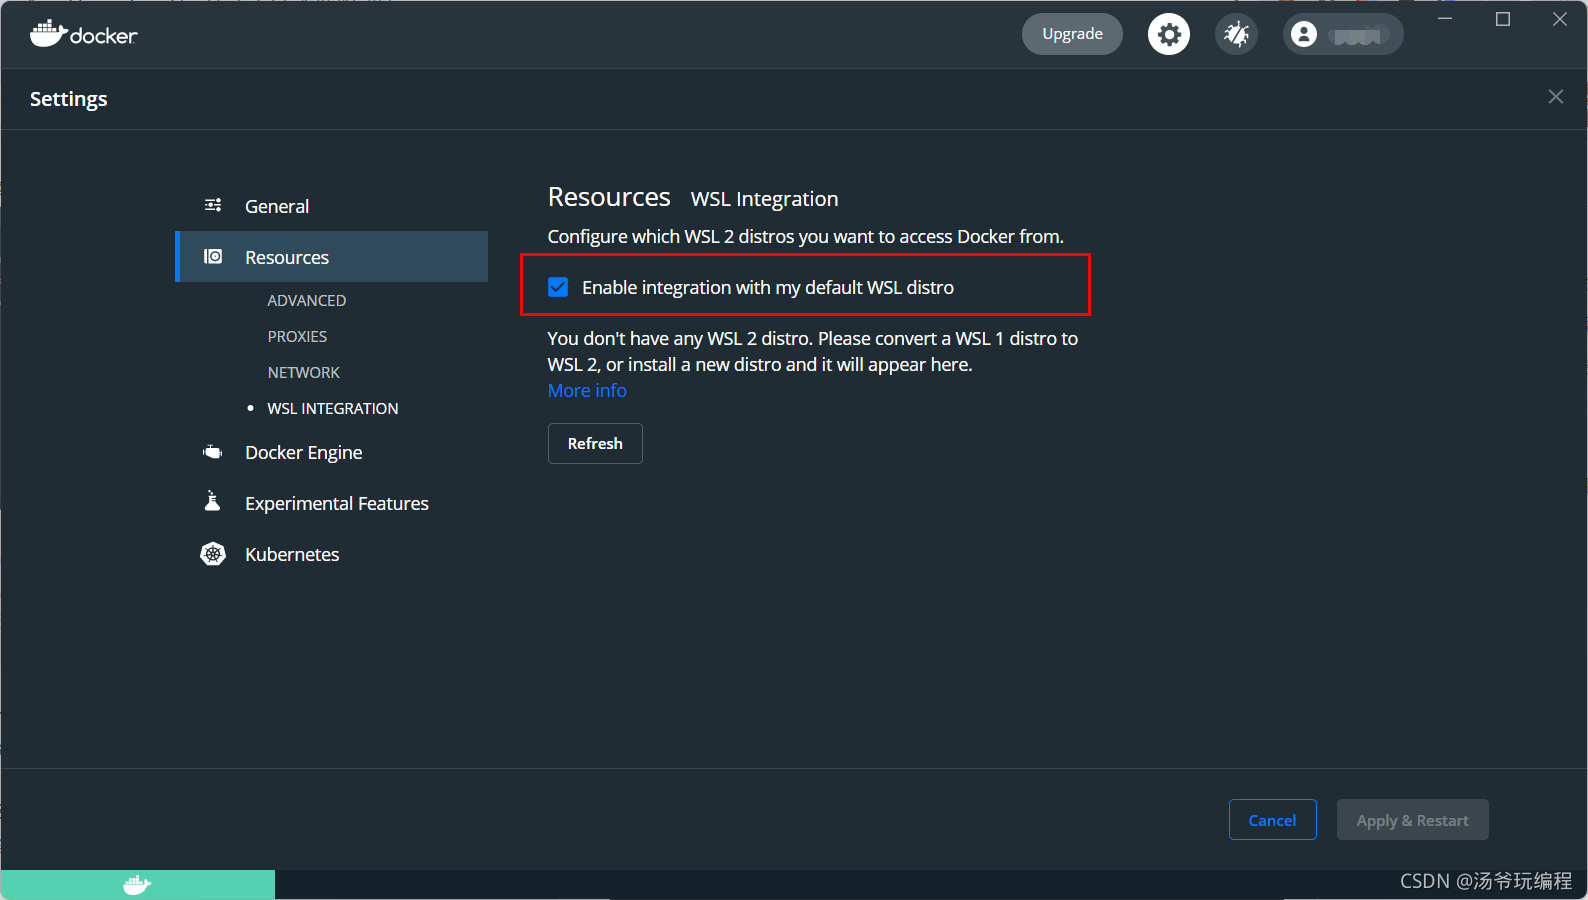 docker
Upgrade
Settings
General
Resources
ADVANCED
PROXIES
NETWORK
WSL INTEGRATION
Docker Engine
Experimental Features
Kubernetes
Resources WSL Integration
Configure which WSL 2 distros you want to access Docker from.
Enable integration with my default WSL distro
You don't have any WSL 2 distro. Please convert a WSL 1 distro to
WSL 2, or install a new distro and it will appear here.
More info
Refresh
Cancel
Apply & Restart
CSDN @汤爷玩编程